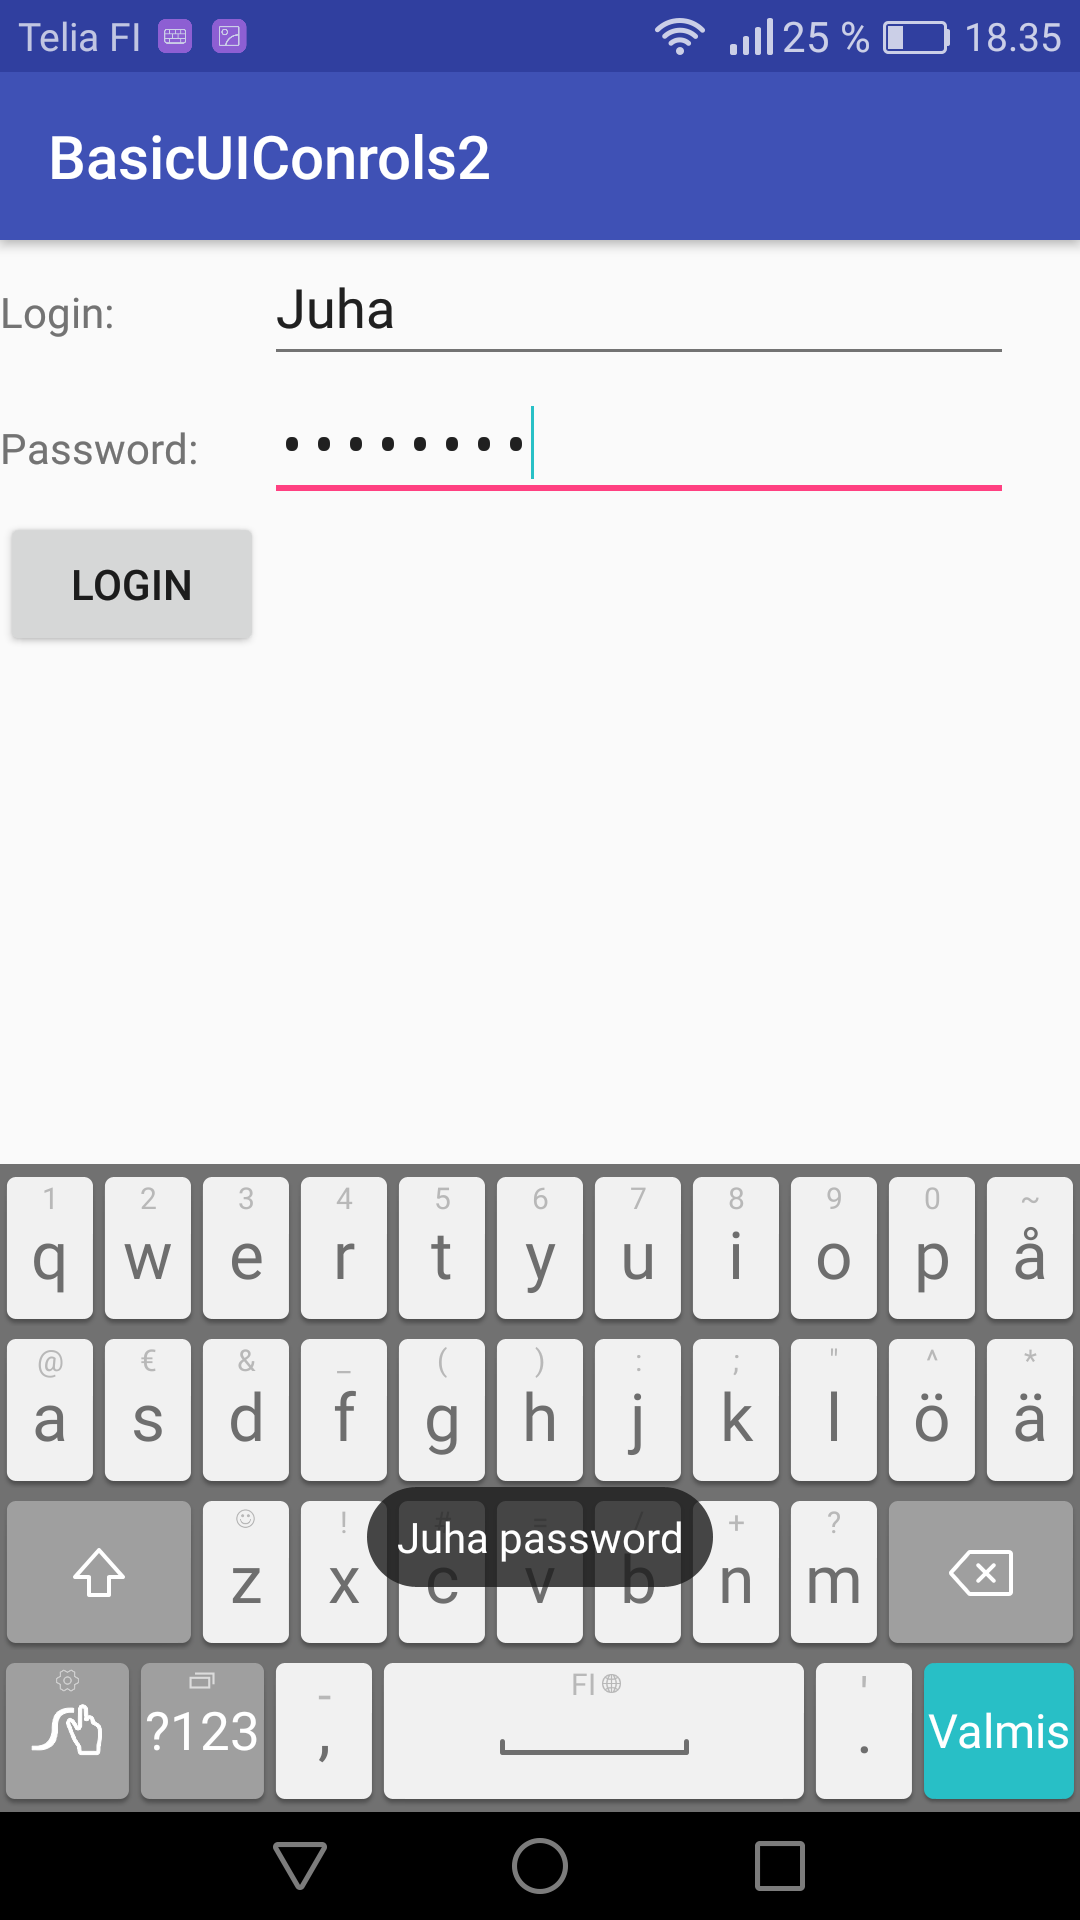 Telia FI 25 % 18.35
BasicUIConrols2
Login: Juha
Password: ••••••••
LOGIN
1 2 3 4 5 6 7 8 9 0 ~
q w e r t y u i o p å
@ € & _ ( ) : ; " ^ *
a s d f g h j k l ö ä
! # = / + ?
z x c v b n m
Juha password
FI
?123 - , ' . Valmis